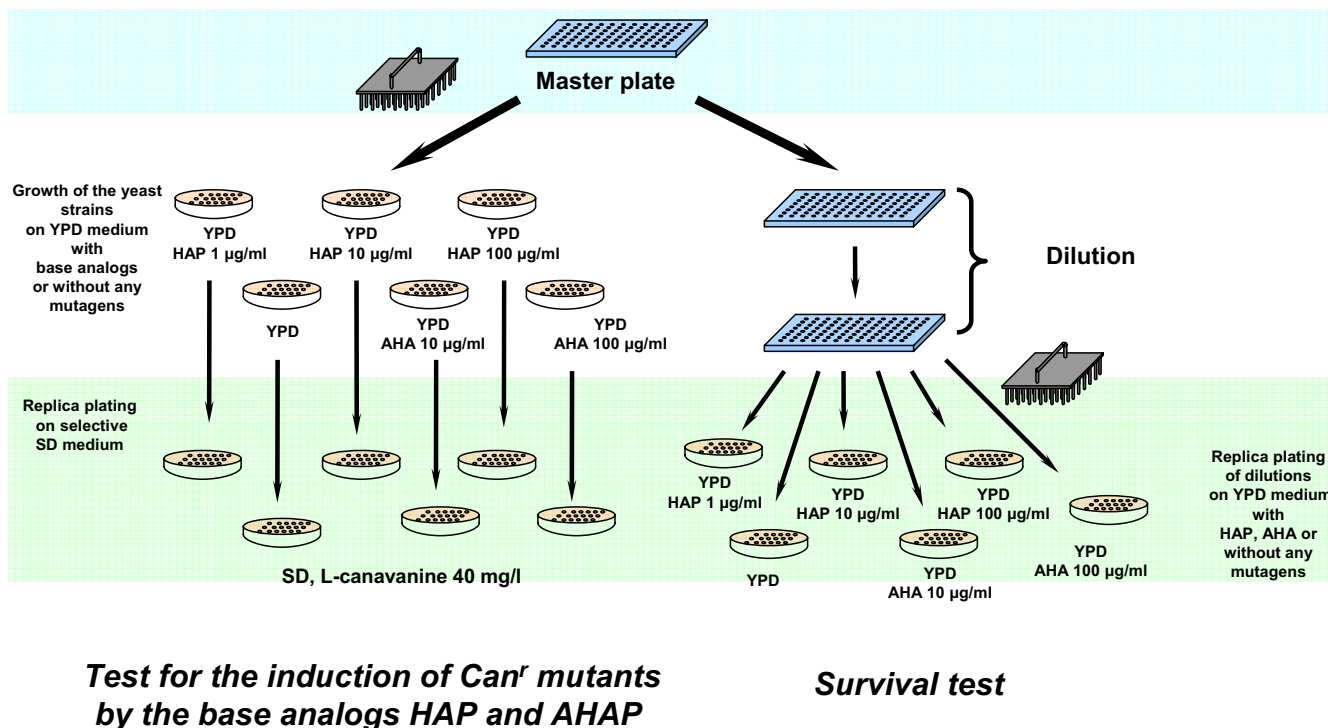 Master plate
Growth of the yeast
strains
on YPD medium
with
base analogs
or without any
mutagens
YPD
HAP 1 µg/ml
YPD
HAP 10 µg/ml
YPD
HAP 100 µg/ml
YPD
YPD
AHA 10 µg/ml
YPD
AHA 100 µg/ml
Dilution
Replica plating
on selective
SD medium
SD, L-canavanine 40 mg/l
YPD
HAP 1 µg/ml
YPD
HAP 10 µg/ml
YPD
HAP 100 µg/ml
YPD
YPD
AHA 10 µg/ml
YPD
AHA 100 µg/ml
Replica plating
of dilutions
on YPD medium
with
HAP, AHA or
without any
mutagens
Test for the induction of Canʳ mutants
by the base analogs HAP and AHAP
Survival test